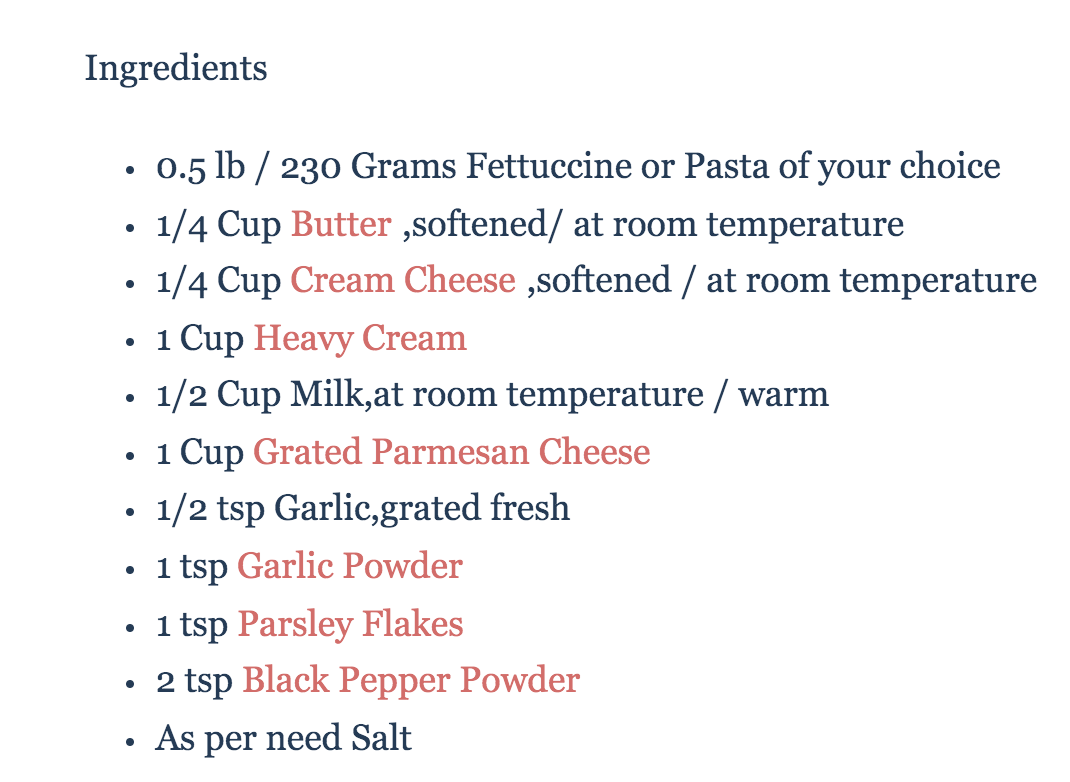 Ingredients
• 0.5 lb / 230 Grams Fettuccine or Pasta of your choice
• 1/4 Cup Butter ,softened/ at room temperature
• 1/4 Cup Cream Cheese ,softened / at room temperature
• 1 Cup Heavy Cream
• 1/2 Cup Milk,at room temperature / warm
• 1 Cup Grated Parmesan Cheese
• 1/2 tsp Garlic,grated fresh
• 1 tsp Garlic Powder
• 1 tsp Parsley Flakes
• 2 tsp Black Pepper Powder
• As per need Salt